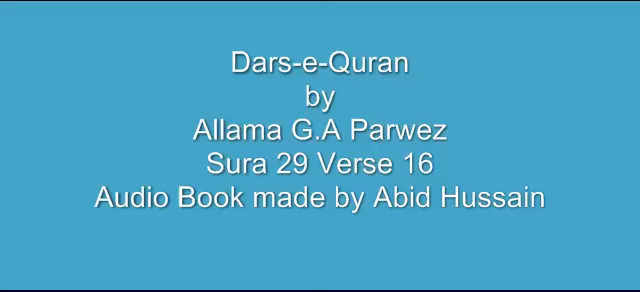 Dars-e-Quran
by
Allama G.A Parwez
Sura 29 Verse 16
Audio Book made by Abid Hussain